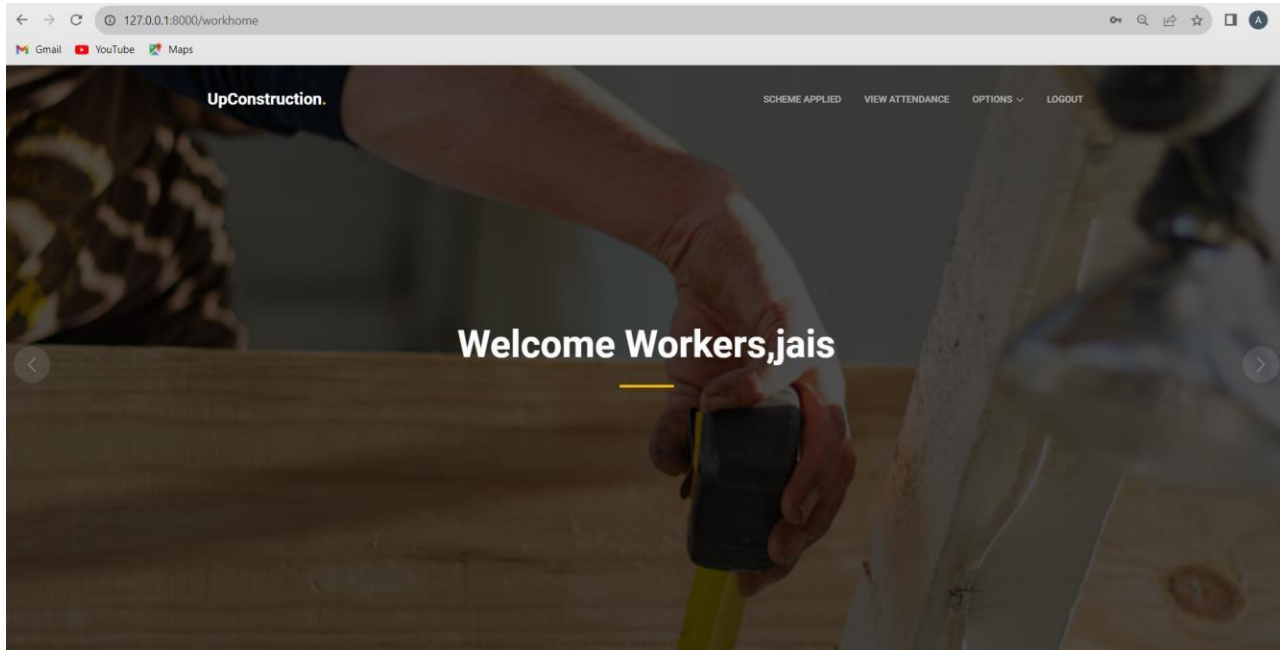 127.0.0.1:8000/workhome
A
Gmail YouTube Maps
UpConstruction. SCHEME APPLIED VIEW ATTENDANCE OPTIONS LOGOUT
Welcome Workers,jais